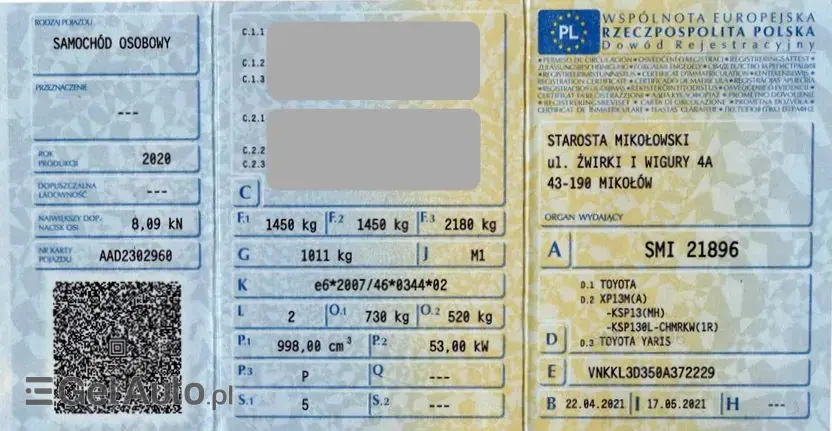 RODZAJ POJAZDU
SAMOCHÓD OSOBOWY
PRZEZNACZENIE
---
ROK PRODUKCJI
2020
DOPUSZCZALNA ŁADOWNOŚĆ
---
NAJWIĘKSZY DOP. NACISK OSI
8,09 kN
NR KARTY POJAZDU
AAD2302960
GetAuto.pl
C.1.1
C.1.2
C.1.3
C.2.1
C.2.2
C.2.3
C
F.1 1450 kg F.2 1450 kg F.3 2180 kg
G 1011 kg J M1
K e6*2007/46*0344*02
L 2 O.1 730 kg O.2 520 kg
P.1 998,00 cm³ P.2 53,00 kW
P.3 P Q ---
S.1 5 S.2 ---
PL
WSPÓLNOTA EUROPEJSKA
RZECZPOSPOLITA POLSKA
Dowód Rejestracyjny
STAROSTA MIKOŁOWSKI
ul. ŻWIRKI I WIGURY 4A
43-190 MIKOŁÓW
ORGAN WYDAJĄCY
A SMI 21896
D.1 TOYOTA
D.2 XP13M(A)
-KSP13(MH)
-KSP130L-CHMRKW(1R)
D D.3 TOYOTA YARIS
E VNKKL3D350A372229
B 22.04.2021 I 17.05.2021 H ---